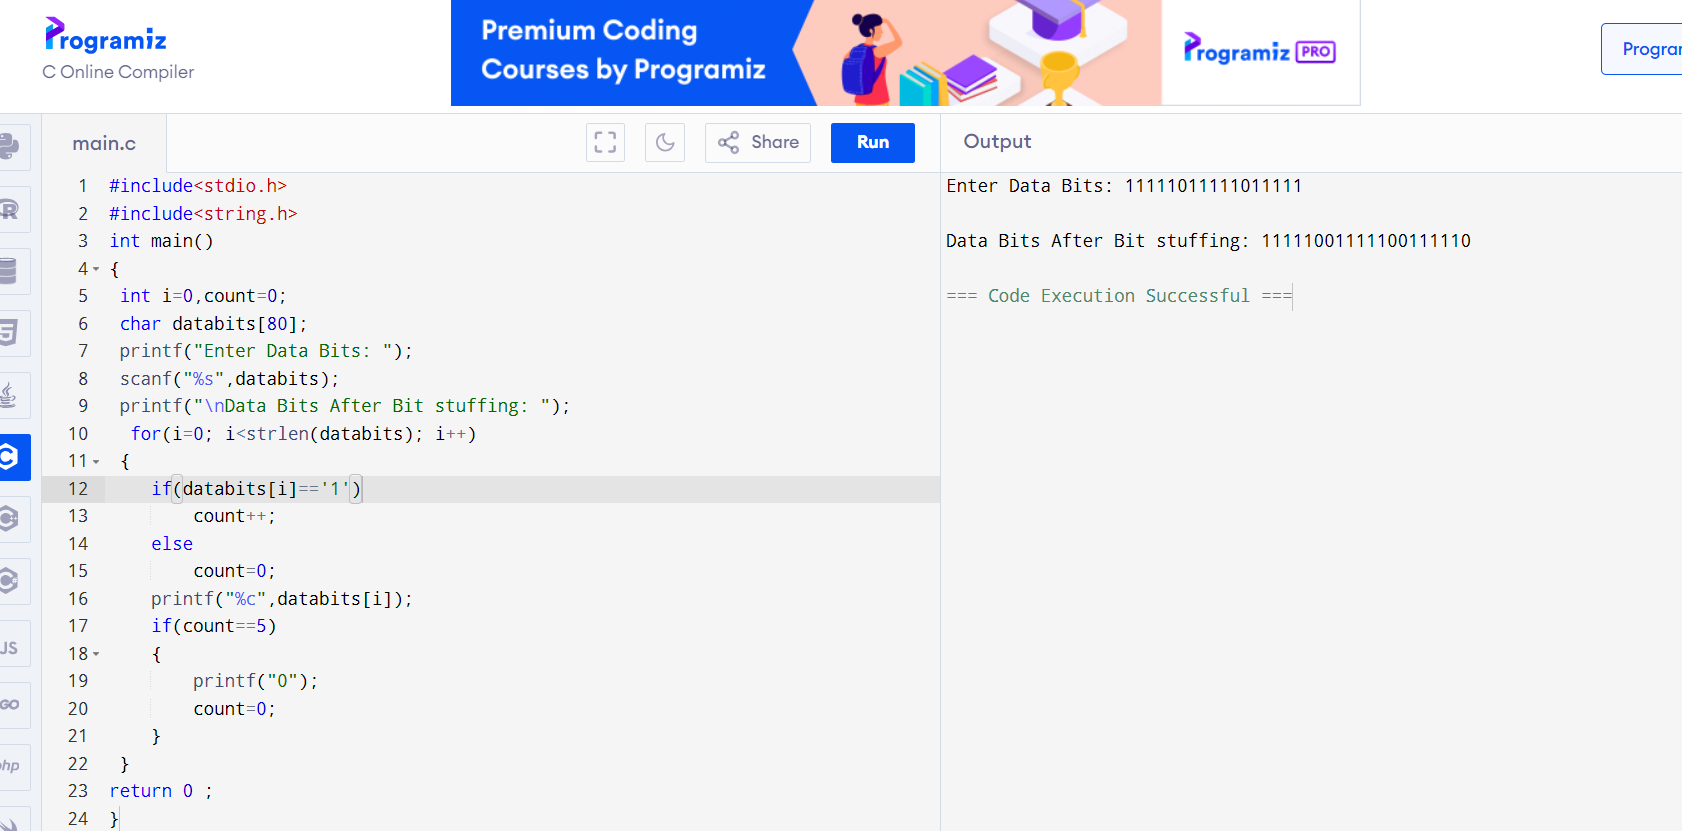 Programiz
C Online Compiler
Premium Coding
Courses by Programiz
Programiz PRO
main.c
Share
Run
Output
1 #include<stdio.h>
2 #include<string.h>
3 int main()
4 {
5 int i=0,count=0;
6 char databits[80];
7 printf("Enter Data Bits: ");
8 scanf("%s",databits);
9 printf("\nData Bits After Bit stuffing: ");
10 for(i=0; i<strlen(databits); i++)
11 {
12 if(databits[i]=='1')
13 count++;
14 else
15 count=0;
16 printf("%c",databits[i]);
17 if(count==5)
18 {
19 printf("0");
20 count=0;
21 }
22 }
23 return 0 ;
24 }
Enter Data Bits: 11111011111011111
Data Bits After Bit stuffing: 11111001111100111110
=== Code Execution Successful ===
R
JS
GO
php